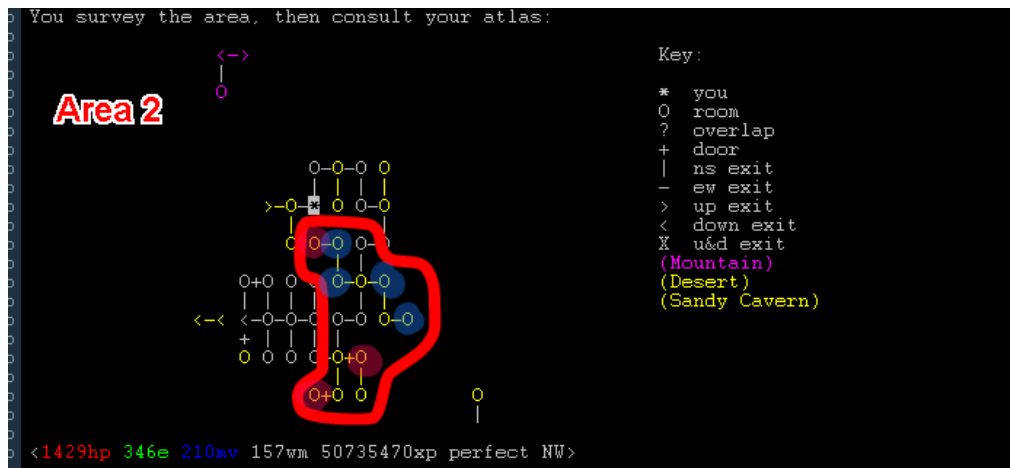 You survey the area, then consult your atlas:
<->
|
O
Area 2
O-O-O O
| | | |
>-O-* O O-O
| |
O O-O O-
| |
O+O O O O-O-O
| | | | | | |
<-< <-O-O-O O-O O-O
+ | | | | |
O O O O-O+O
| |
O+O O O
|
Key:
* you
O room
? overlap
+ door
| ns exit
- ew exit
> up exit
< down exit
X u&d exit
(Mountain)
(Desert)
(Sandy Cavern)
<1429hp 346e 210mv 157wm 50735470xp perfect NW>